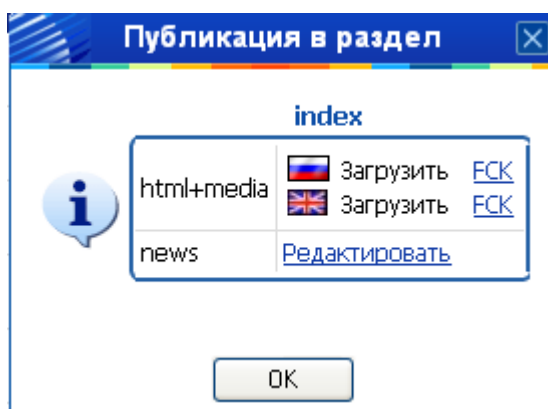 Публикация в раздел
index
html+media
Загрузить FCK
Загрузить FCK
news Редактировать
OK